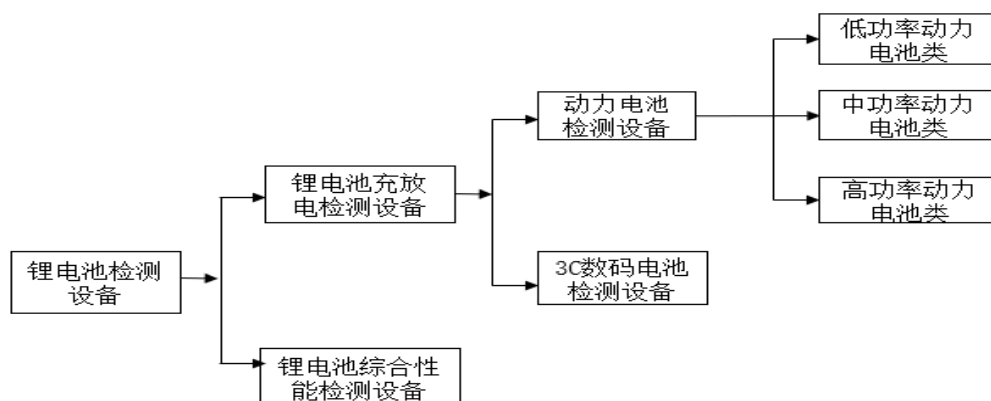 低功率动力
电池类
动力电池
检测设备
中功率动力
电池类
锂电池充放
电检测设备
高功率动力
电池类
锂电池检测
设备
3C数码电池
检测设备
锂电池综合性
能检测设备